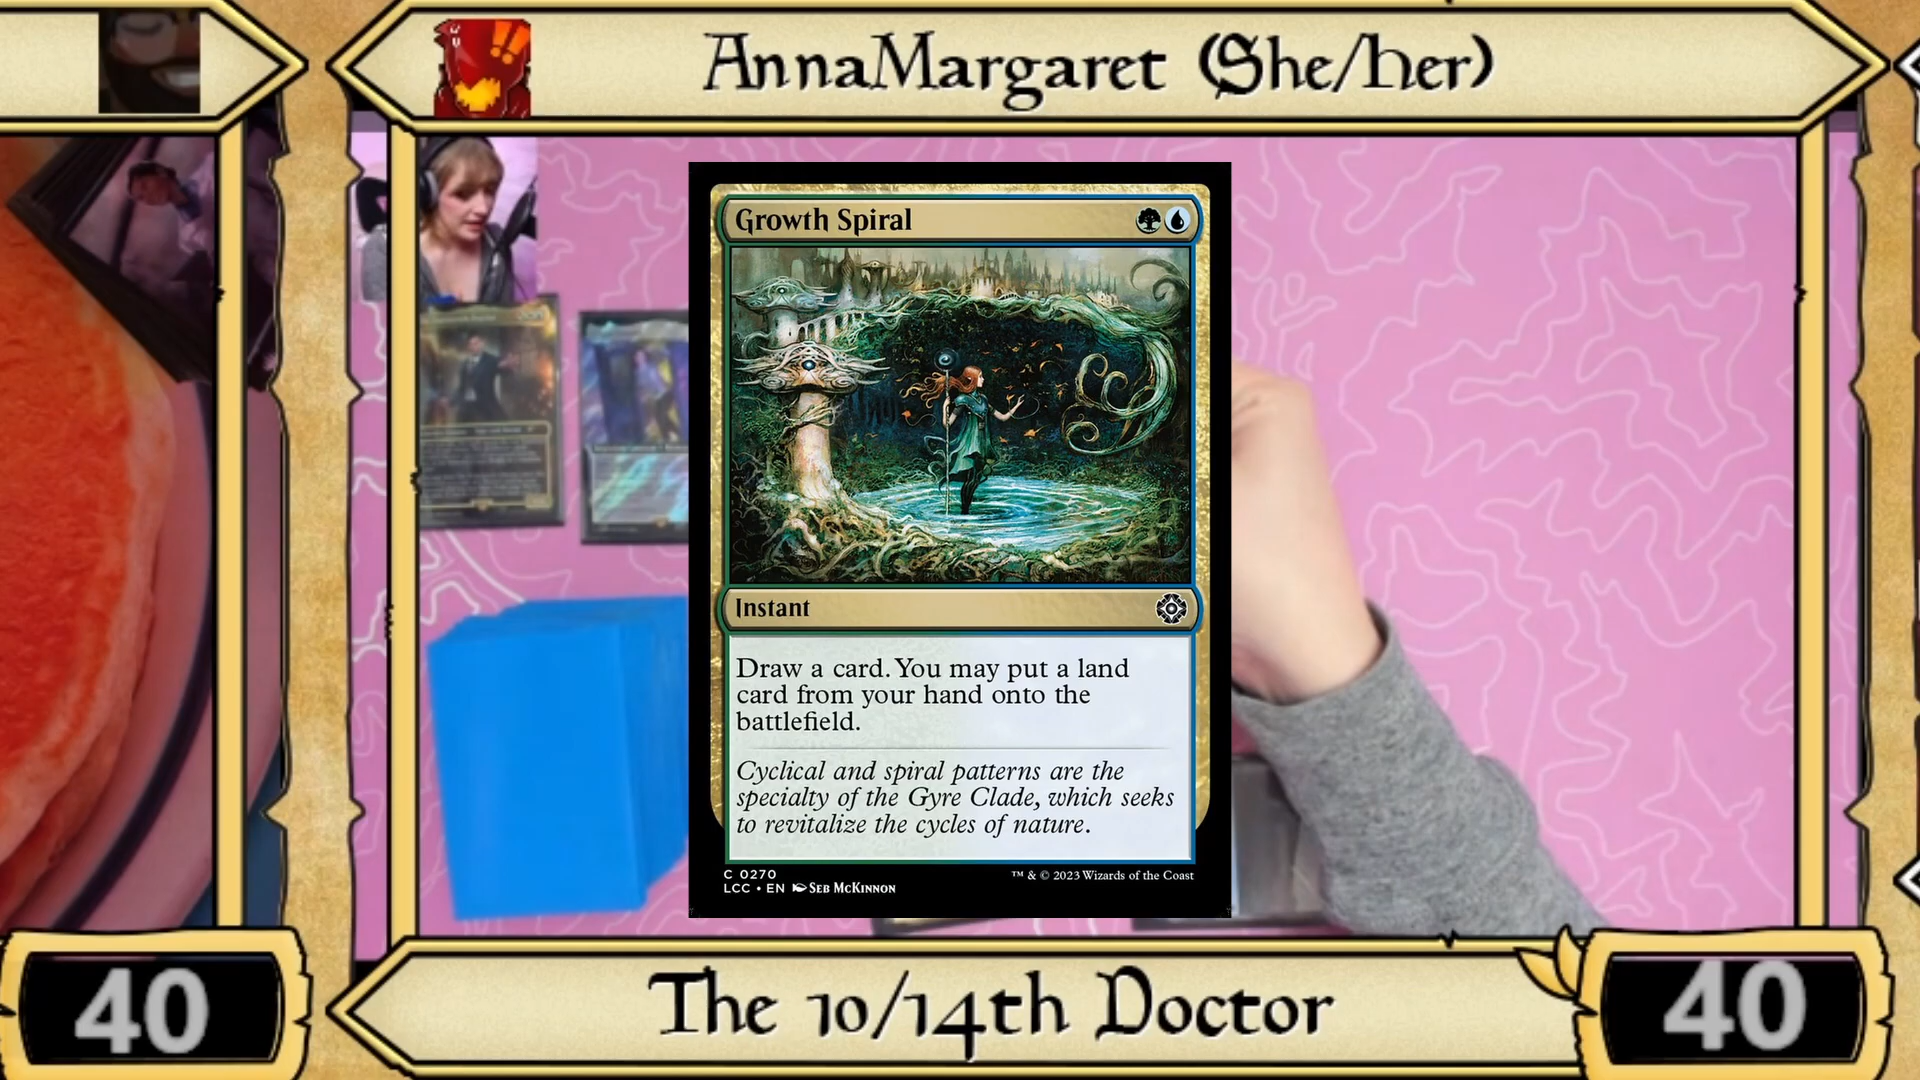 AnnaMargaret (She/her)
Growth Spiral
Instant
Draw a card. You may put a land
card from your hand onto the
battlefield.
Cyclical and spiral patterns are the
specialty of the Gyre Clade, which seeks
to revitalize the cycles of nature.
C 0270
LCC • EN Seb McKinnon
™ & © 2023 Wizards of the Coast
40
The 10/14th Doctor
40